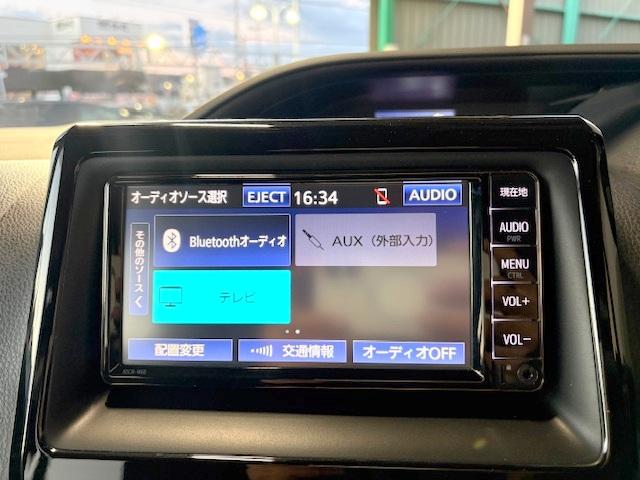 オーディオソース選択 EJECT 16:34 AUDIO
その他のソース
Bluetoothオーディオ
AUX（外部入力）
テレビ
配置変更
交通情報
オーディオOFF
現在地
AUDIO
PWR
MENU
CTRL
VOL+
VOL−
NSCN-W68